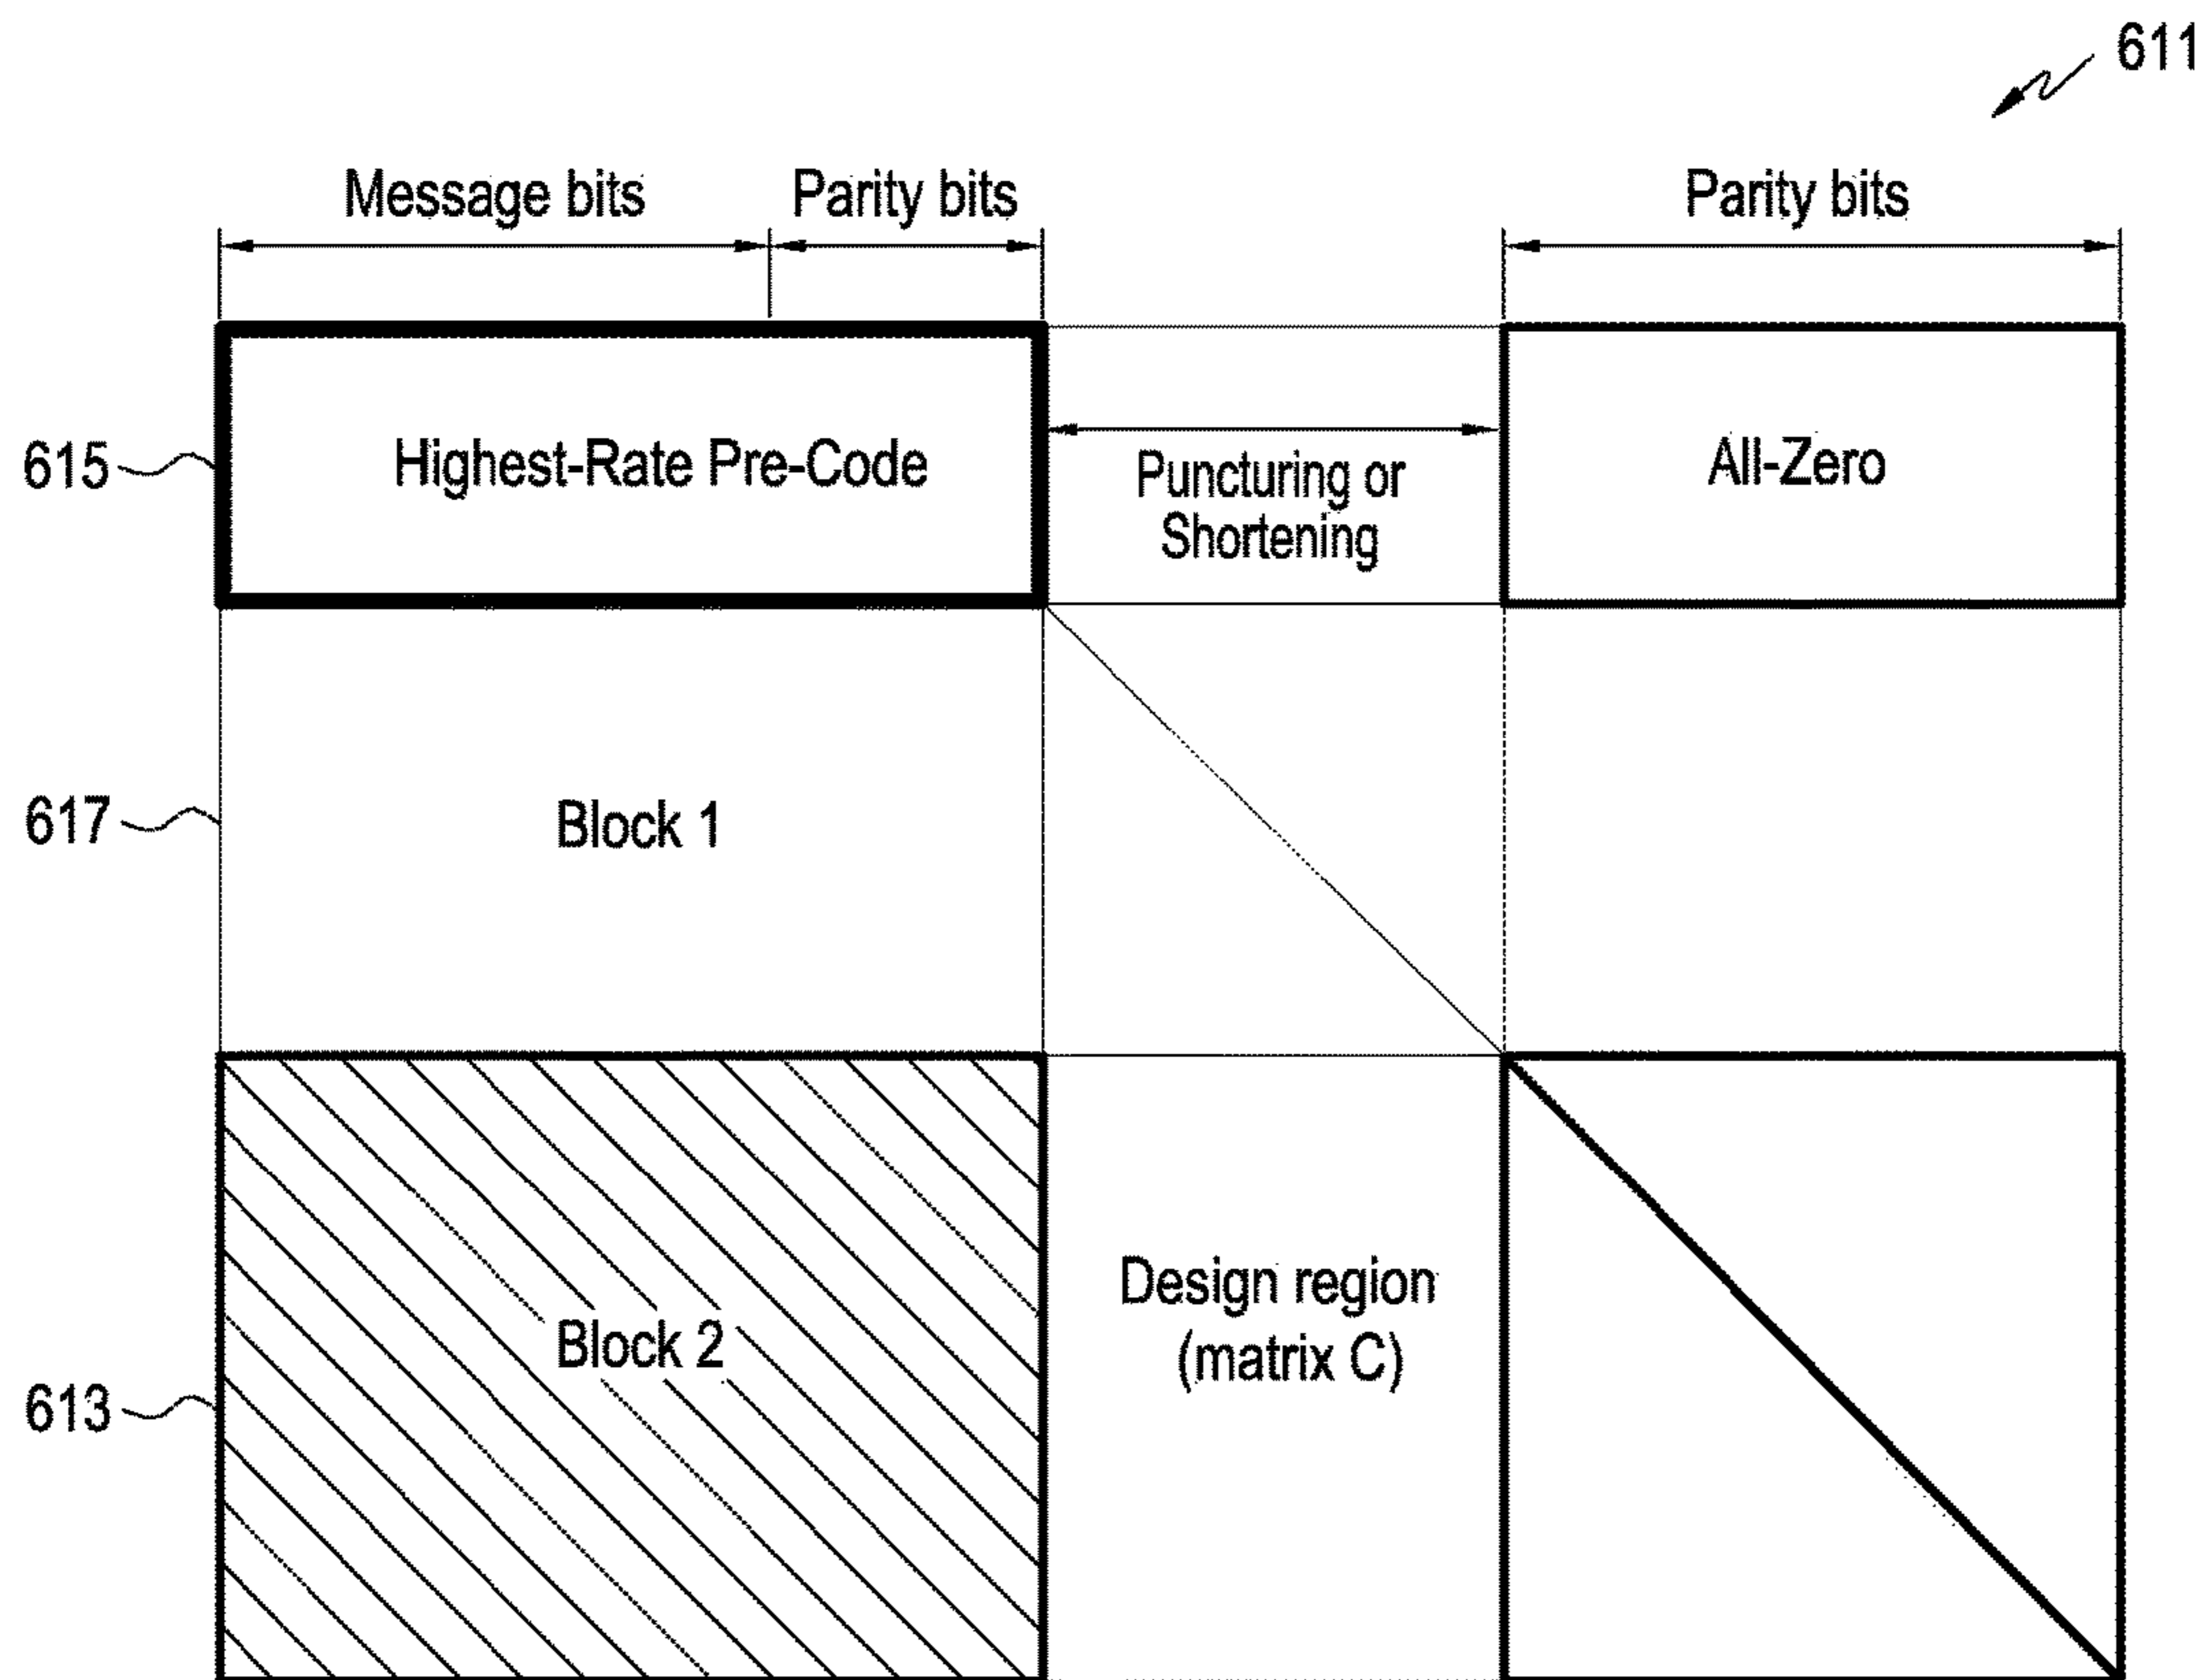 611
Message bits
Parity bits
Parity bits
615
Highest-Rate Pre-Code
Puncturing or
Shortening
All-Zero
617
Block 1
613
Block 2
Design region
(matrix C)